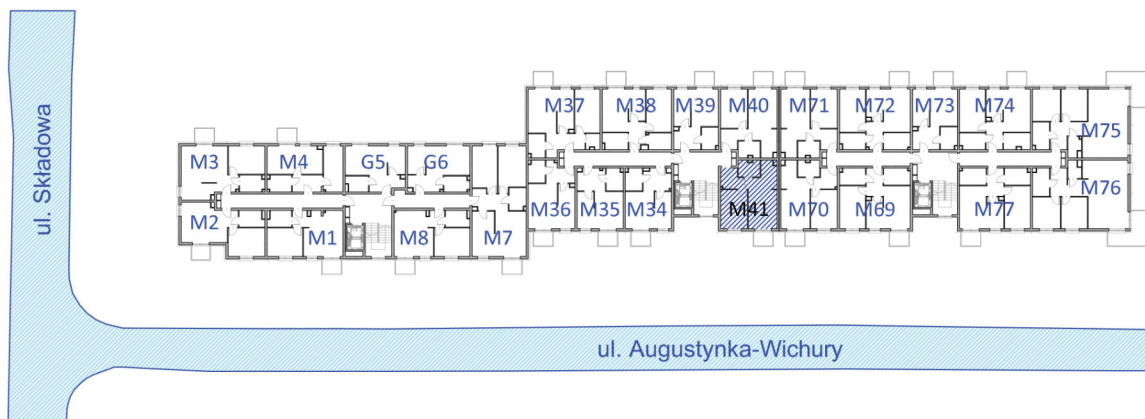 ul. Składowa
M37
M38
M39
M40
M71
M72
M73
M74
M75
M3
M4
G5
G6
M2
M1
M8
M7
M36
M35
M34
M41
M70
M69
M77
M76
ul. Augustynka-Wichury